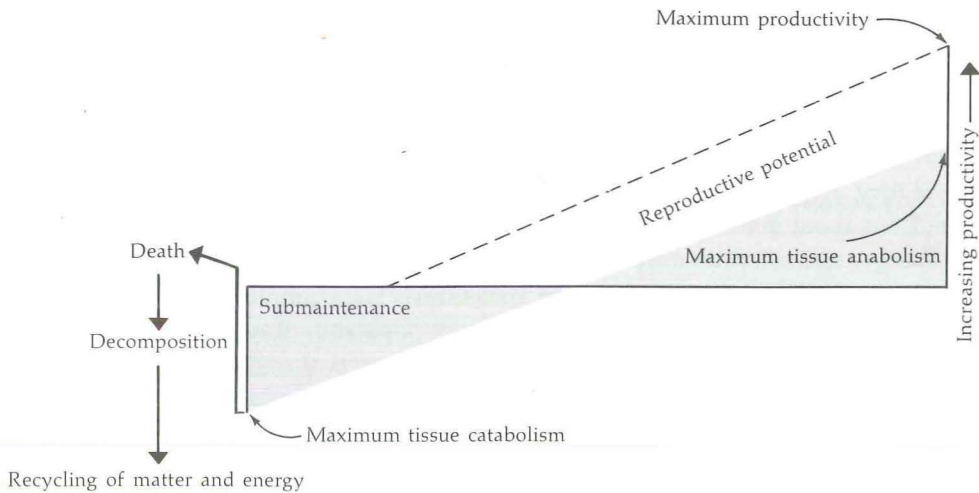 Maximum productivity
Reproductive potential
Increasing productivity
Maximum tissue anabolism
Death
Submaintenance
Decomposition
Maximum tissue catabolism
Recycling of matter and energy